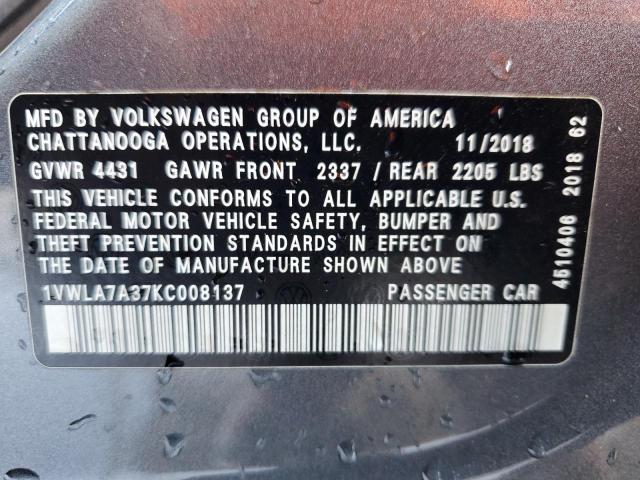 MFD BY VOLKSWAGEN GROUP OF AMERICA
CHATTANOOGA OPERATIONS, LLC. 11/2018
GVWR 4431 GAWR FRONT 2337 / REAR 2205 LBS
THIS VEHICLE CONFORMS TO ALL APPLICABLE U.S.
FEDERAL MOTOR VEHICLE SAFETY, BUMPER AND
THEFT PREVENTION STANDARDS IN EFFECT ON
THE DATE OF MANUFACTURE SHOWN ABOVE
1VWLA7A37KC008137 PASSENGER CAR
4510406 2018 62